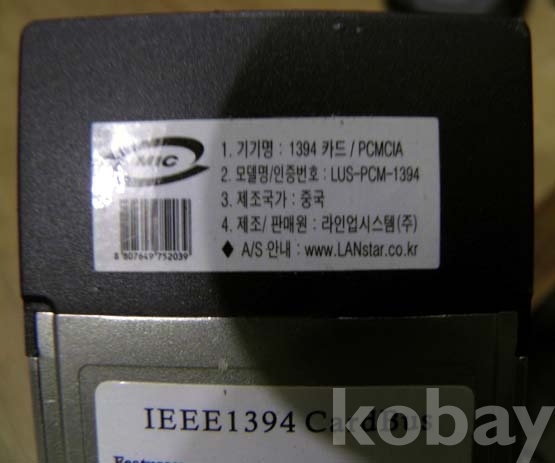 MIC
1. 기기명 : 1394 카드 / PCMCIA
2. 모델명/인증번호 : LUS-PCM-1394
3. 제조국가 : 중국
4. 제조/ 판매원 : 라인업시스템(주)
◆ A/S 안내 : www.LANstar.co.kr
8 807649 752039
IEEE1394 CardBus
kobay